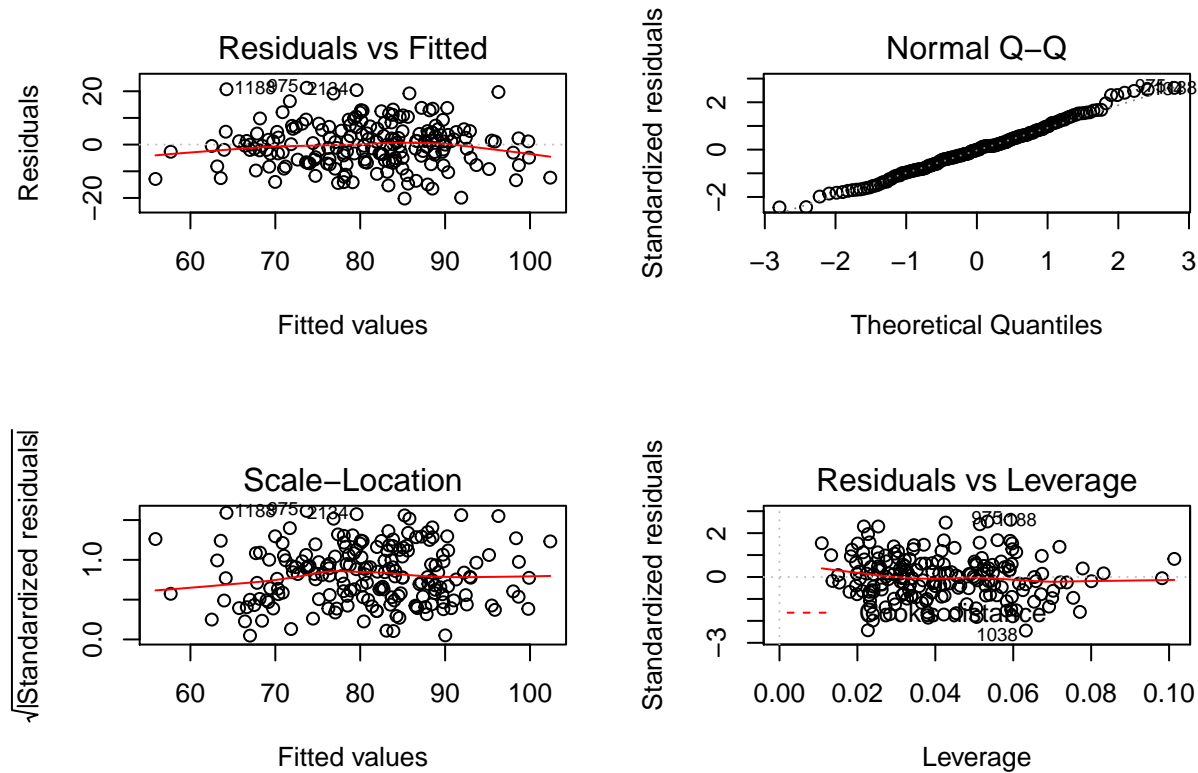 Residuals vs Fitted
Residuals
20
0
−20
1188
975
2134
60 70 80 90 100
Fitted values
Normal Q−Q
Standardized residuals
2
0
−2
975
1188
−3 −2 −1 0 1 2 3
Theoretical Quantiles
Scale−Location
√|Standardized residuals|
1.0
0.0
1188
975
2134
60 70 80 90 100
Fitted values
Residuals vs Leverage
Standardized residuals
2
0
−3
975
1188
Cook's distance
1038
0.00 0.02 0.04 0.06 0.08 0.10
Leverage